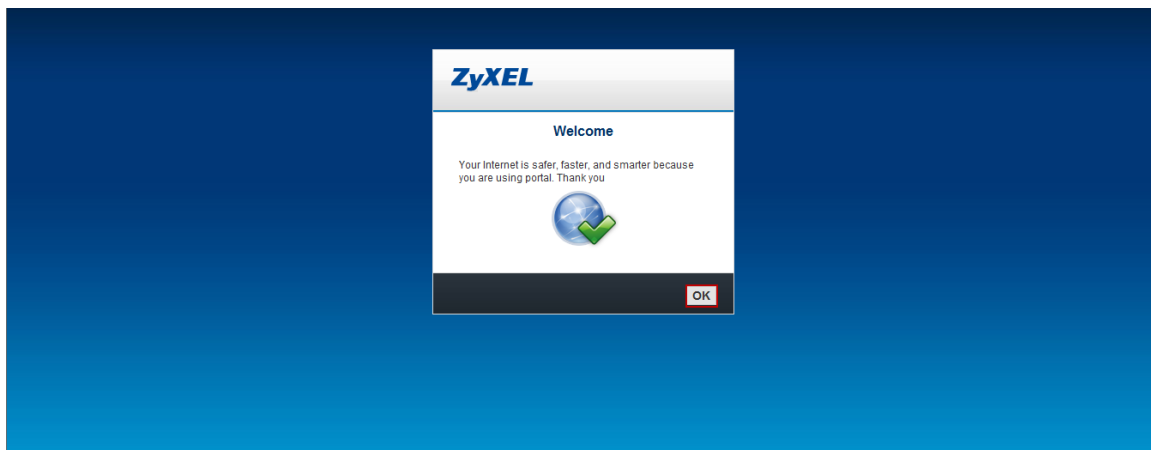 ZyXEL
Welcome
Your Internet is safer, faster, and smarter because
you are using portal. Thank you
OK